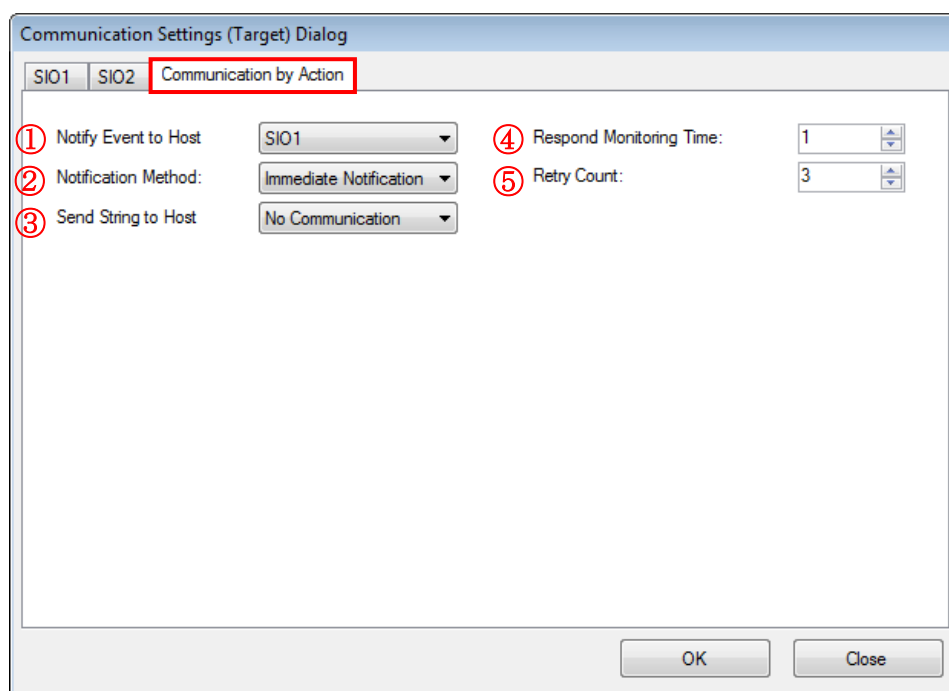 Communication Settings (Target) Dialog
SIO1 SIO2 Communication by Action
① Notify Event to Host SIO1 ④ Respond Monitoring Time: 1
② Notification Method: Immediate Notification ⑤ Retry Count: 3
③ Send String to Host No Communication
OK Close